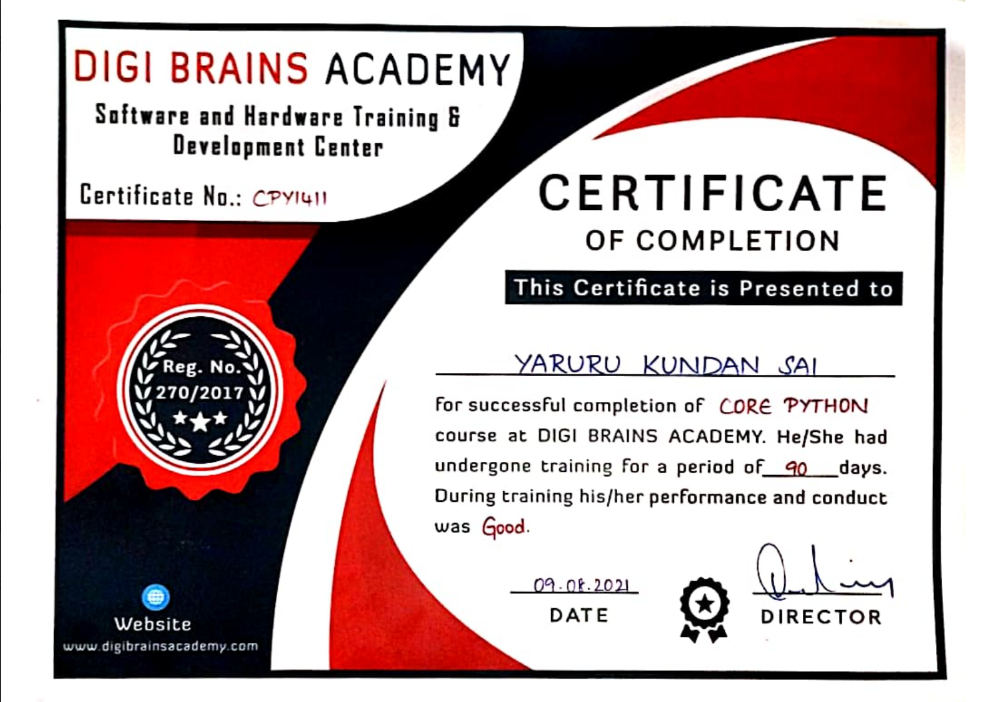 DIGI BRAINS ACADEMY
Software and Hardware Training &
Development Center
Certificate No.: CPY1411
CERTIFICATE
OF COMPLETION
This Certificate is Presented to
YARURU KUNDAN SAI
For successful completion of CORE PYTHON
course at DIGI BRAINS ACADEMY. He/She had
undergone training for a period of 90 days.
During training his/her performance and conduct
was Good.
Reg. No.
270/2017
09.08.2021
DATE
DIRECTOR
Website
www.digibrainsacademy.com